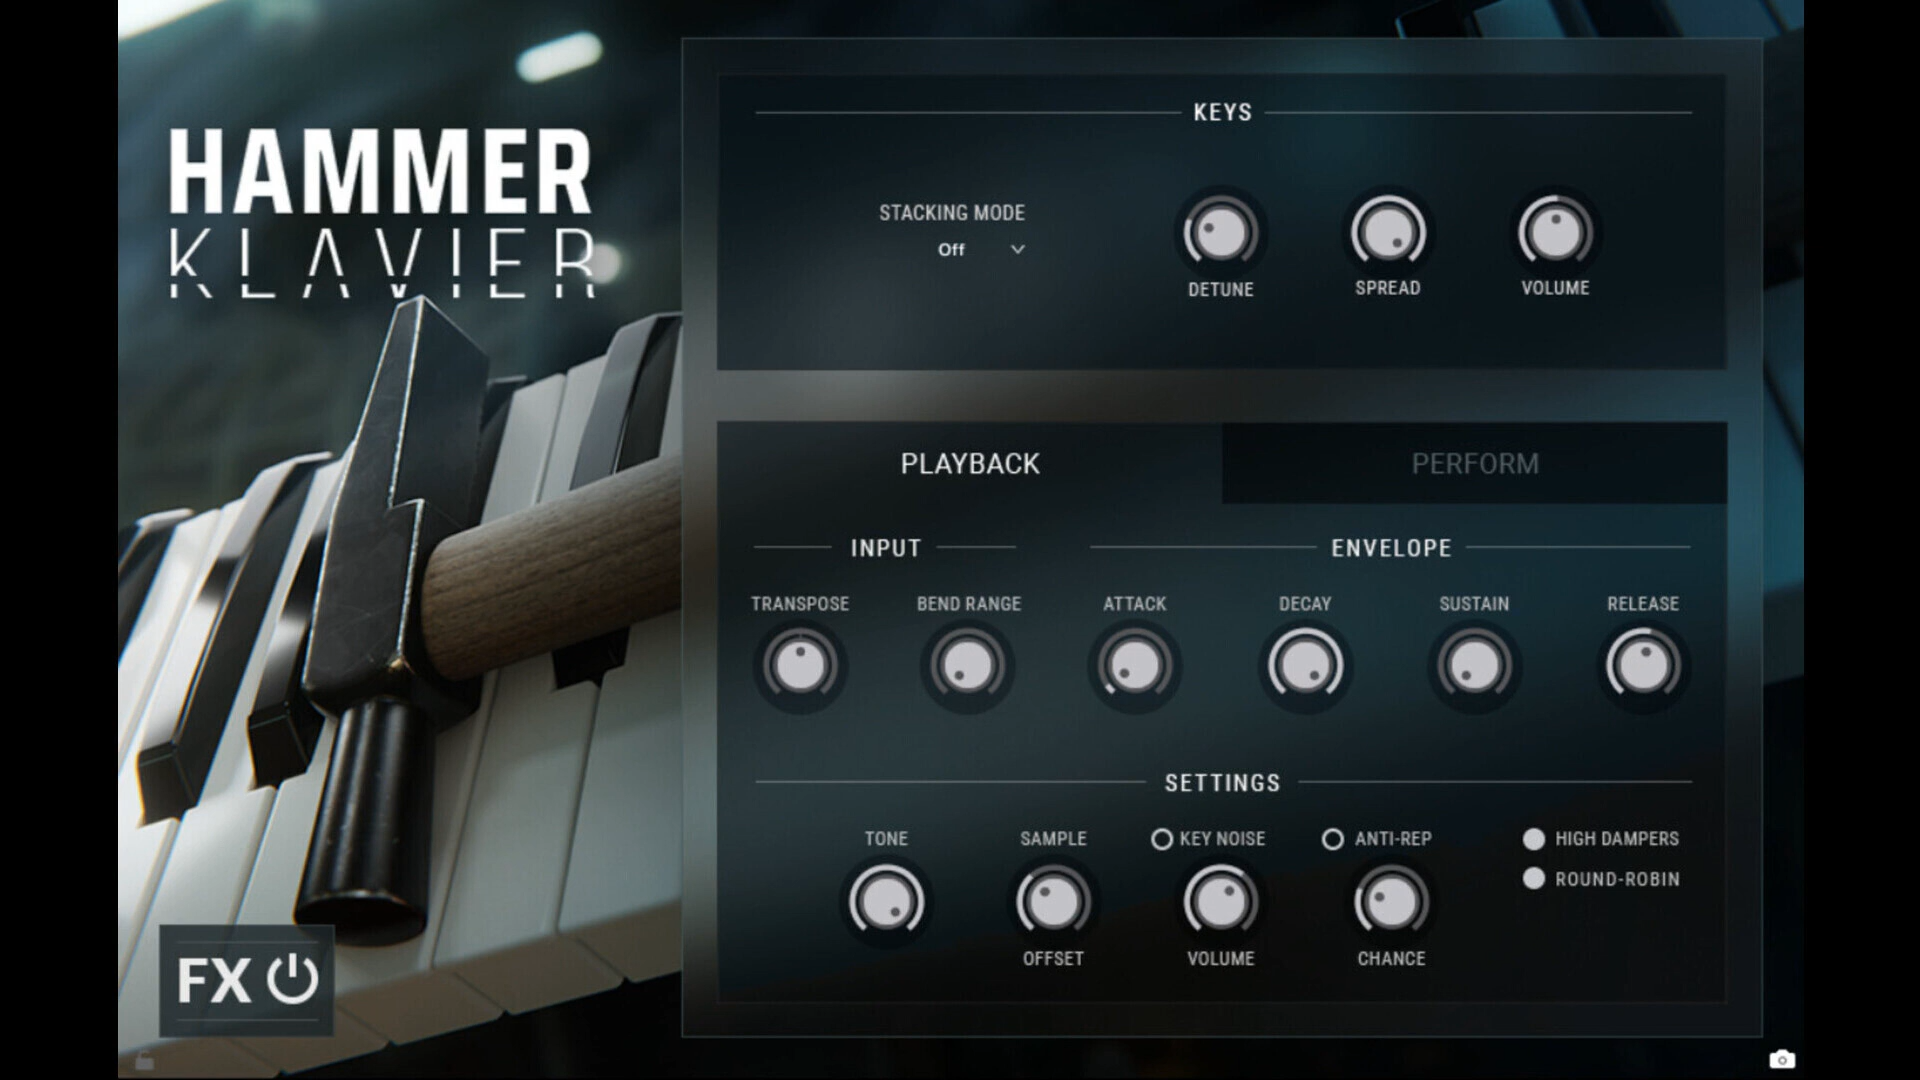 HAMMER
KLAVIER
KEYS
STACKING MODE
Off
DETUNE
SPREAD
VOLUME
PLAYBACK
PERFORM
INPUT
ENVELOPE
TRANSPOSE
BEND RANGE
ATTACK
DECAY
SUSTAIN
RELEASE
SETTINGS
TONE
SAMPLE
KEY NOISE
ANTI-REP
HIGH DAMPERS
ROUND-ROBIN
OFFSET
VOLUME
CHANCE
FX